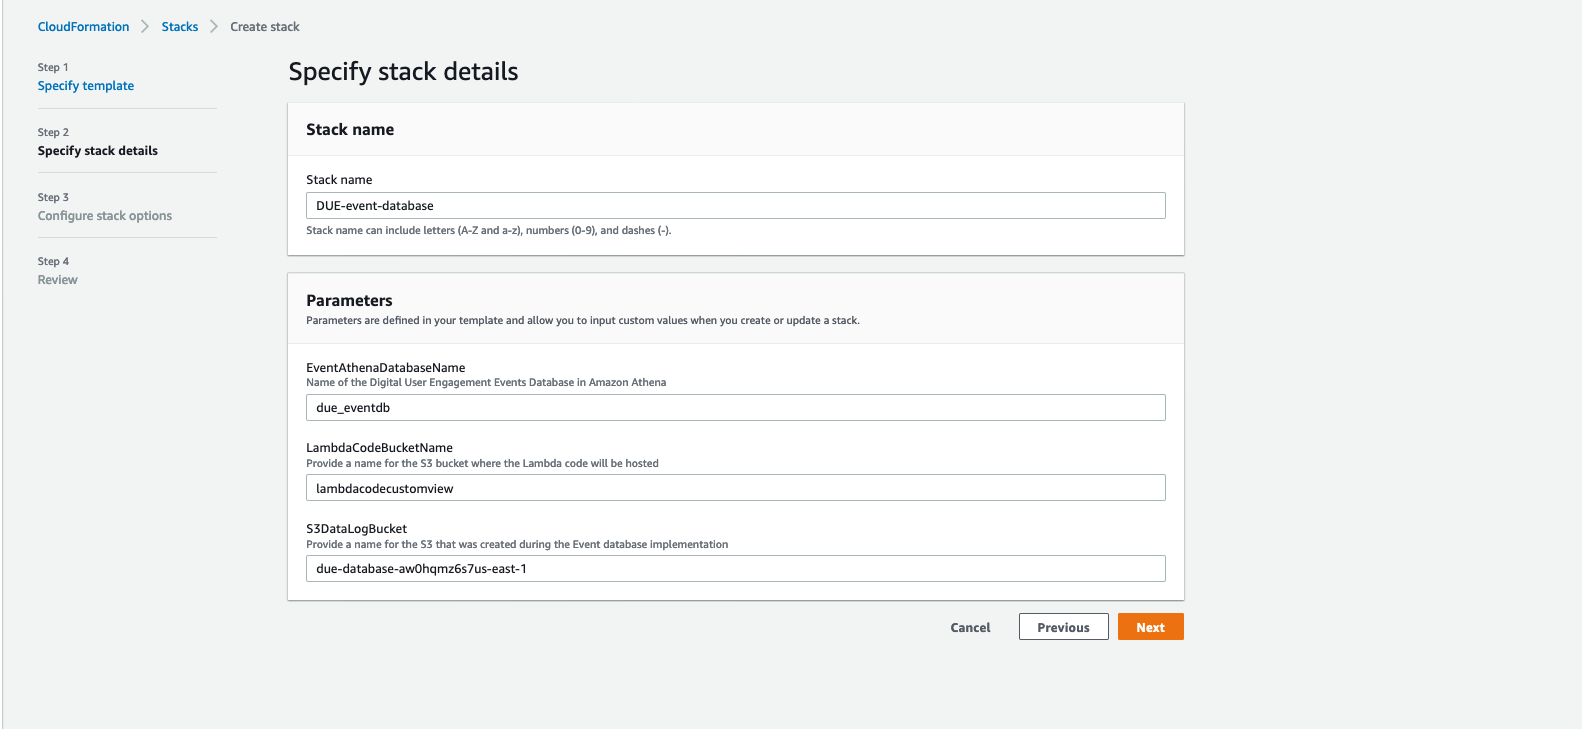 CloudFormation > Stacks > Create stack
Step 1
Specify template
Step 2
Specify stack details
Step 3
Configure stack options
Step 4
Review
Specify stack details
Stack name
Stack name
DUE-event-database
Stack name can include letters (A-Z and a-z), numbers (0-9), and dashes (-).
Parameters
Parameters are defined in your template and allow you to input custom values when you create or update a stack.
EventAthenaDatabaseName
Name of the Digital User Engagement Events Database in Amazon Athena
due_eventdb
LambdaCodeBucketName
Provide a name for the S3 bucket where the Lambda code will be hosted
lambdacodecustomview
S3DataLogBucket
Provide a name for the S3 that was created during the Event database implementation
due-database-aw0hqmz6s7us-east-1
Cancel Previous Next